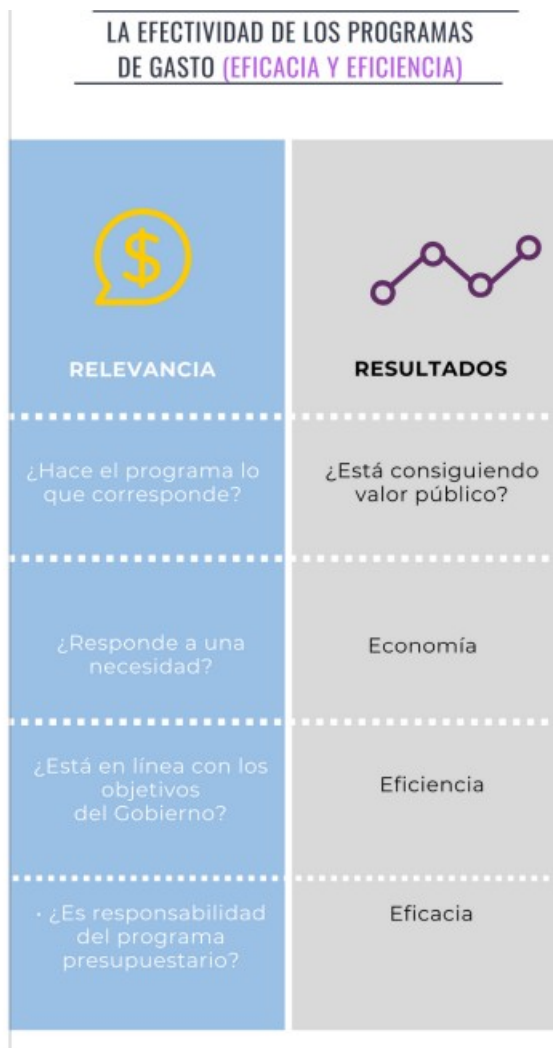 LA EFECTIVIDAD DE LOS PROGRAMAS
DE GASTO (EFICACIA Y EFICIENCIA)
$
RELEVANCIA
¿Hace el programa lo
que corresponde?
¿Responde a una
necesidad?
¿Está en línea con los
objetivos
del Gobierno?
· ¿Es responsabilidad
del programa
presupuestario?
RESULTADOS
¿Está consiguiendo
valor público?
Economía
Eficiencia
Eficacia